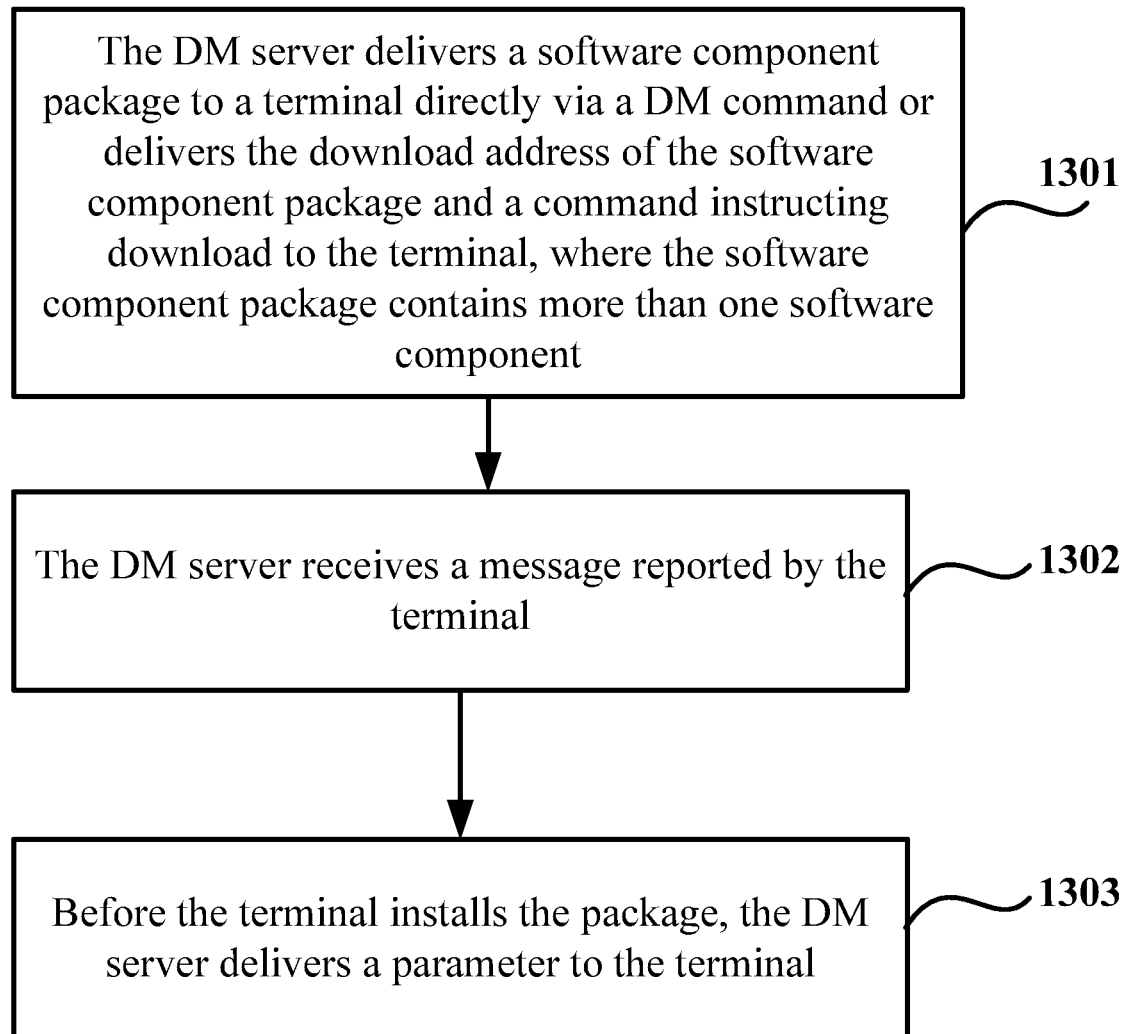 The DM server delivers a software component
package to a terminal directly via a DM command or
delivers the download address of the software
component package and a command instructing
download to the terminal, where the software
component package contains more than one software
component
1301
The DM server receives a message reported by the
terminal
1302
Before the terminal installs the package, the DM
server delivers a parameter to the terminal
1303